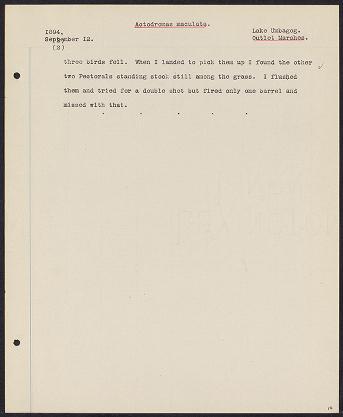 Actodromas maculata.
1894. Lake Umbagog.
September 12. Outlet Marshes.
(2)
three birds fell. When I landed to pick them up I found the other
two Pectorals standing stock still among the grass. I flushed
them and tried for a double shot but fired only one barrel and
missed with that.